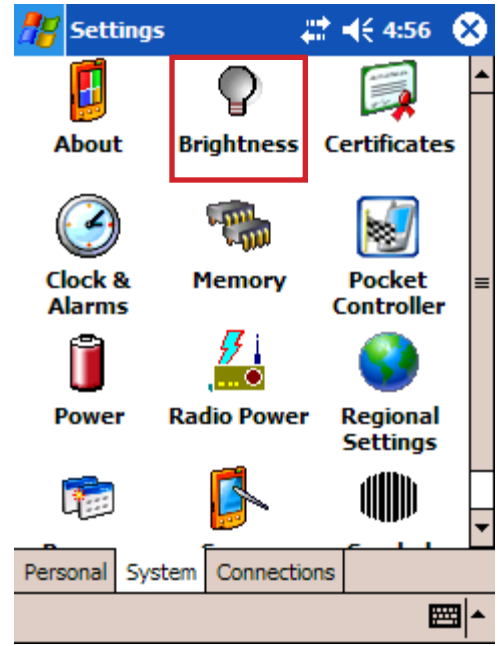 Settings 4:56
About Brightness Certificates
Clock & Memory Pocket
Alarms Controller
Power Radio Power Regional
Settings
Personal System Connections